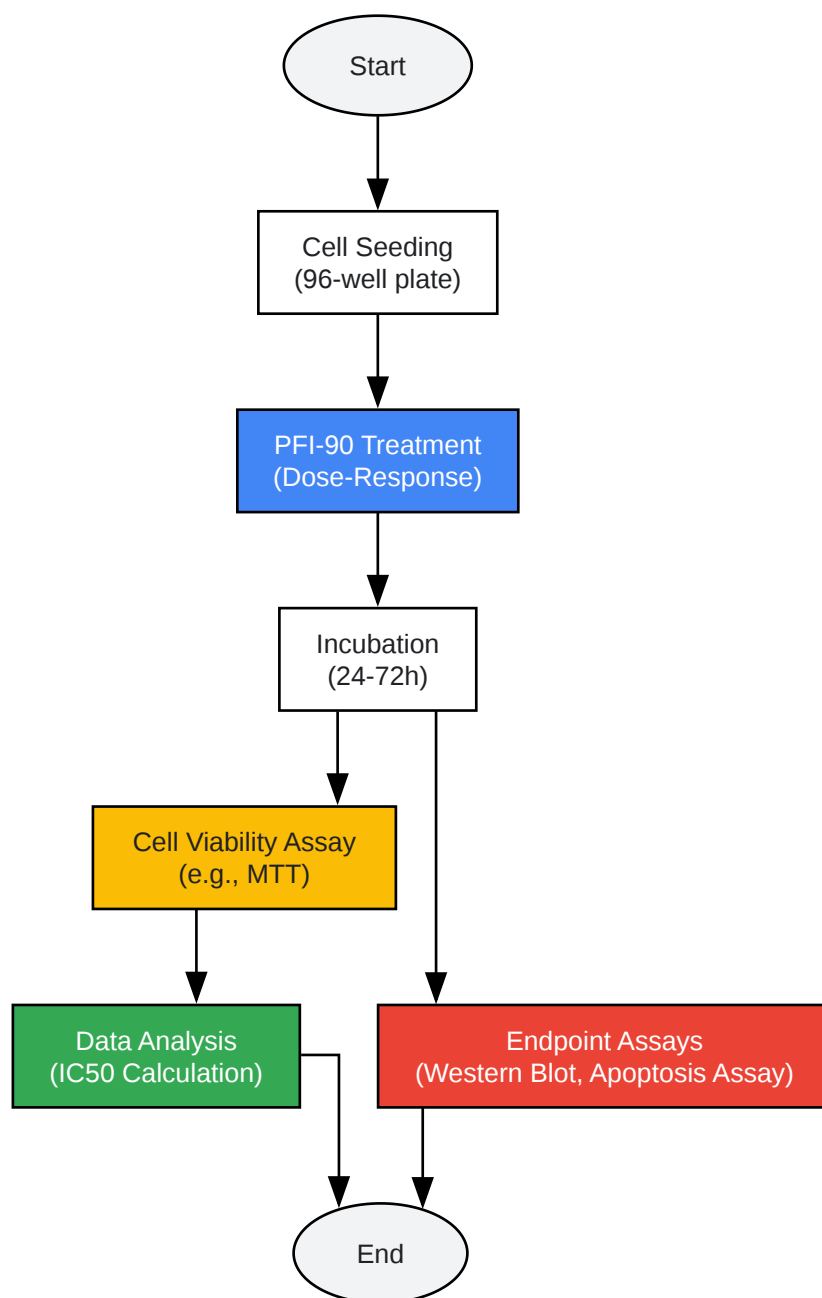 Start
Cell Seeding
(96-well plate)
PFI-90 Treatment
(Dose-Response)
Incubation
(24-72h)
Cell Viability Assay
(e.g., MTT)
Data Analysis
(IC50 Calculation)
Endpoint Assays
(Western Blot, Apoptosis Assay)
End